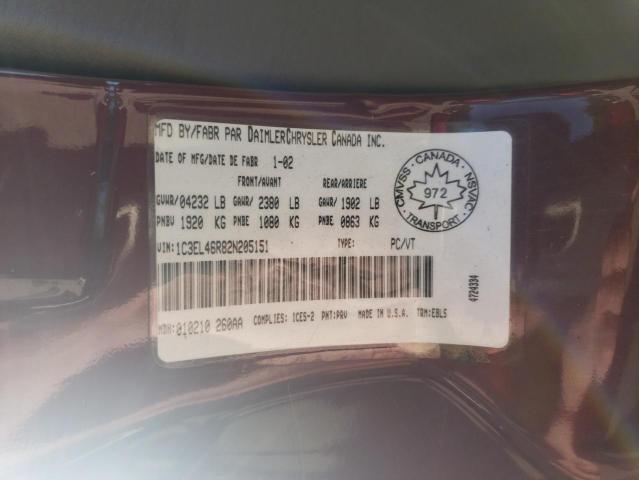 MFD BY/FABR PAR DAIMLERCHRYSLER CANADA INC.
DATE OF MFG/DATE DE FABR 1-02
FRONT/AVANT REAR/ARRIERE
GVWR/04232 LB GAWR/ 2380 LB GAWR/ 1902 LB
PNBV 1920 KG PNBE 1080 KG PNBE 0863 KG
VIN:1C3EL46R82N205151 TYPE: PC/VT
MDH:010210 260AA COMPLIES: ICES-2 PNT:PRV MADE IN U.S.A. TRM:EBL5
CMVSS · CANADA · NSVAC
972
TRANSPORT
4724334